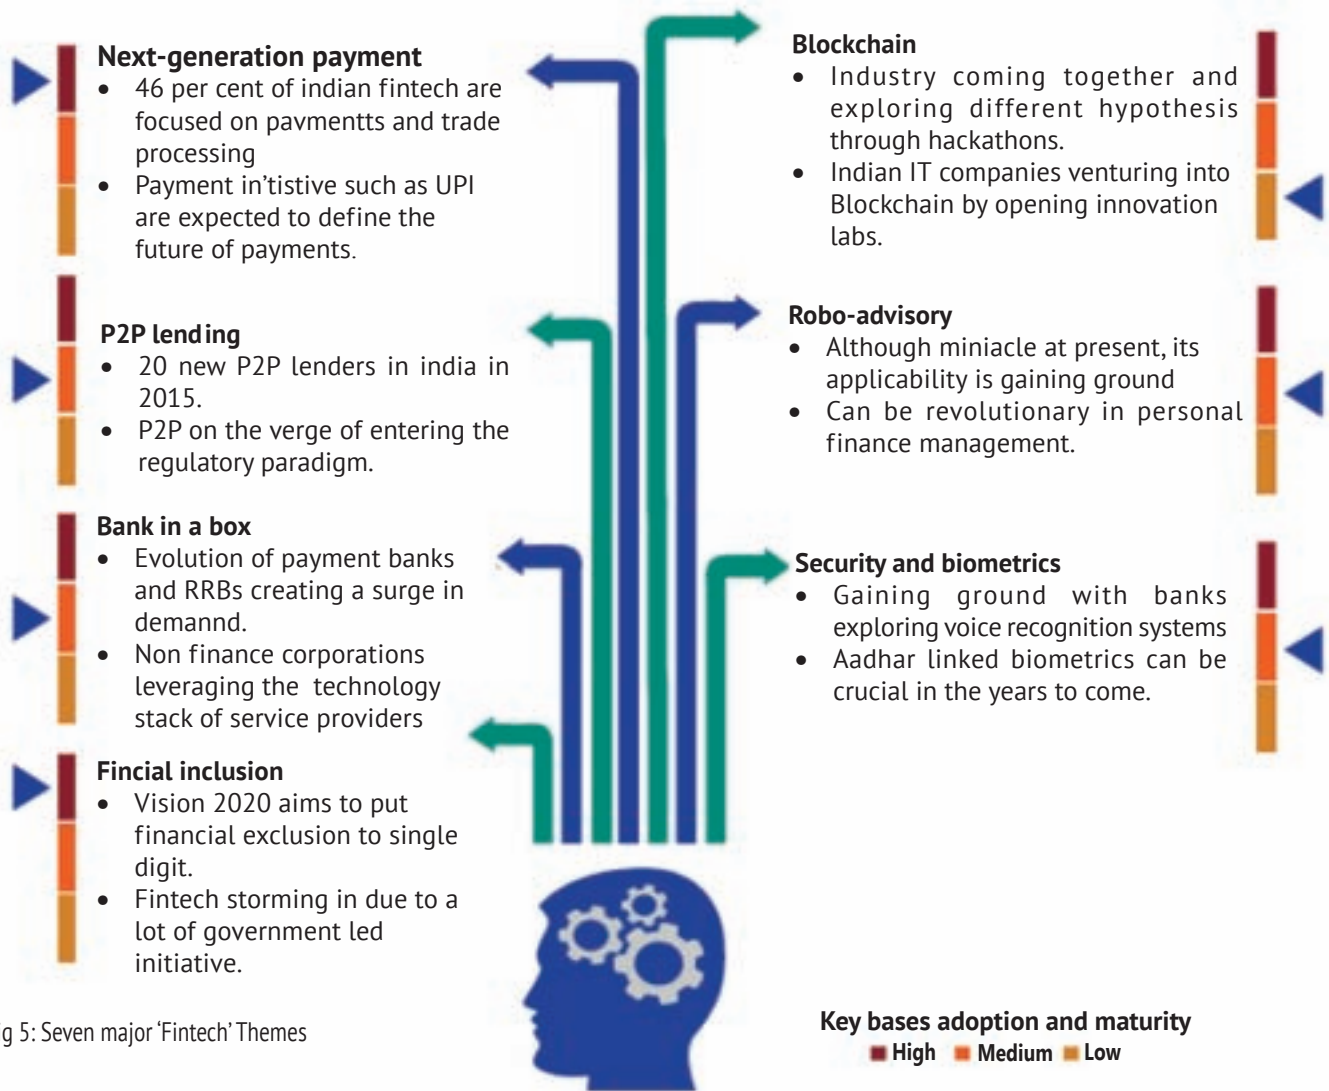 Next-generation payment
• 46 per cent of indian fintech are
focused on pavmentts and trade
processing
• Payment in’tistive such as UPI
are expected to define the
future of payments.
P2P lending
• 20 new P2P lenders in india in
2015.
• P2P on the verge of entering the
regulatory paradigm.
Bank in a box
• Evolution of payment banks
and RRBs creating a surge in
demannd.
• Non finance corporations
leveraging the technology
stack of service providers
Fincial inclusion
• Vision 2020 aims to put
financial exclusion to single
digit.
• Fintech storming in due to a
lot of government led
initiative.
Blockchain
• Industry coming together and
exploring different hypothesis
through hackathons.
• Indian IT companies venturing into
Blockchain by opening innovation
labs.
Robo-advisory
• Although miniacle at present, its
applicability is gaining ground
• Can be revolutionary in personal
finance management.
Security and biometrics
• Gaining ground with banks
exploring voice recognition systems
• Aadhar linked biometrics can be
crucial in the years to come.
ig 5: Seven major ‘Fintech’ Themes
Key bases adoption and maturity
High Medium Low